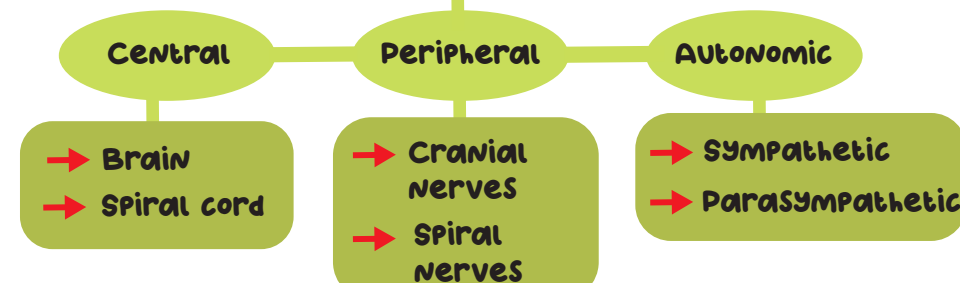 Central
Peripheral
Autonomic
Brain
Spiral cord
Cranial
nerves
Spiral
nerves
Sympathetic
Parasympathetic